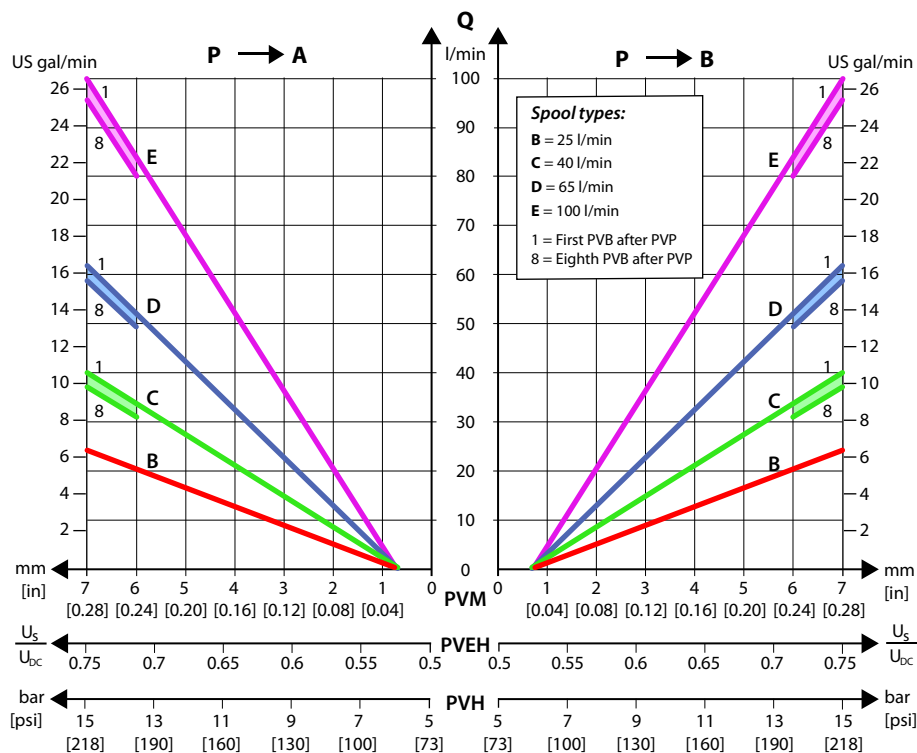 Q
P → A
P → B
US gal/min
l/min
US gal/min
26
24
22
20
18
16
14
12
10
8
6
4
2
100
90
80
70
60
50
40
30
20
10
0
26
24
22
20
18
16
14
12
10
8
6
4
2
1
8
E
1
8
D
1
8
C
B
Spool types:
B = 25 l/min
C = 40 l/min
D = 65 l/min
E = 100 l/min
1 = First PVB after PVP
8 = Eighth PVB after PVP
1
E
8
1
D
8
1
C
8
B
mm 7 6 5 4 3 2 1 0 0 1 2 3 4 5 6 7 mm
[in] [0.28] [0.24] [0.20] [0.16] [0.12] [0.08] [0.04] PVM [0.04] [0.08] [0.12] [0.16] [0.20] [0.24] [0.28] [in]
US PVEH US
UDC 0.75 0.7 0.65 0.6 0.55 0.5 0.5 0.55 0.6 0.65 0.7 0.75 UDC
bar PVH bar
[psi] 15 13 11 9 7 5 5 7 9 11 13 15 [psi]
[218] [190] [160] [130] [100] [73] [73] [100] [130] [160] [190] [218]